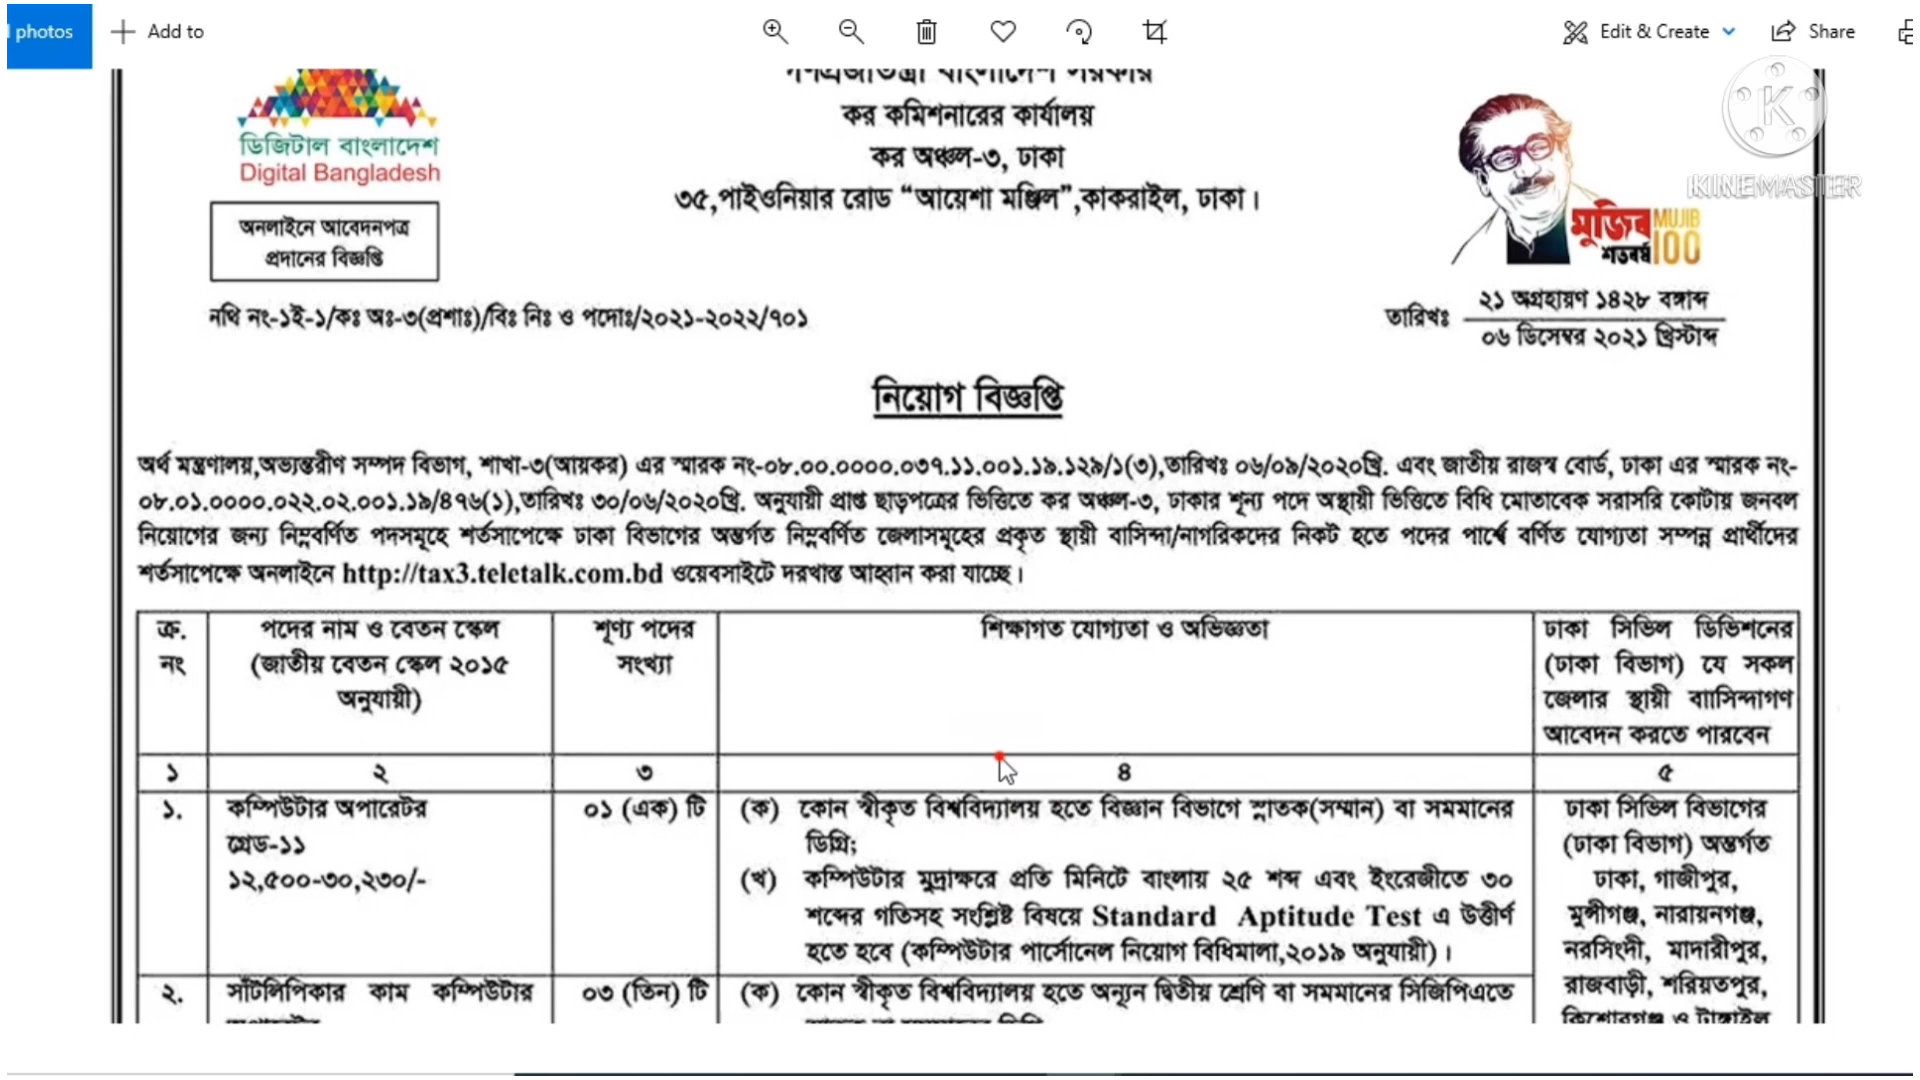 photos
Add to
Edit & Create
Share
গণপ্রজাতন্ত্রী বাংলাদেশ সরকার
কর কমিশনারের কার্যালয়
কর অঞ্চল-৩, ঢাকা
৩৫,পাইওনিয়ার রোড “আয়েশা মঞ্জিল”,কাকরাইল, ঢাকা।
ডিজিটাল বাংলাদেশ
Digital Bangladesh
অনলাইনে আবেদনপত্র
প্রদানের বিজ্ঞপ্তি
K
KINEMASTER
মুজিব MUJIB
শতবর্ষ 100
নথি নং-১ই-১/কঃ অঃ-৩(প্রশাঃ)/বিঃ নিঃ ও পদোঃ/২০২১-২০২২/৭০১
তারিখঃ
২১ অগ্রহায়ণ ১৪২৮ বঙ্গাব্দ
০৬ ডিসেম্বর ২০২১ খ্রিস্টাব্দ
নিয়োগ বিজ্ঞপ্তি
অর্থ মন্ত্রণালয়,অভ্যন্তরীণ সম্পদ বিভাগ, শাখা-৩(আয়কর) এর স্মারক নং-০৮.০০.০০০০.০৩৭.১১.০০১.১৯.১২৯/১(৩),তারিখঃ ০৬/০৯/২০২০খ্রি. এবং জাতীয় রাজস্ব বোর্ড, ঢাকা এর স্মারক নং-
০৮.০১.০০০০.০২২.০২.০০১.১৯/৪৭৬(১),তারিখঃ ৩০/০৬/২০২০খ্রি. অনুযায়ী প্রাপ্ত ছাড়পত্রের ভিত্তিতে কর অঞ্চল-৩, ঢাকার শূন্য পদে অস্থায়ী ভিত্তিতে বিধি মোতাবেক সরাসরি কোটায় জনবল
নিয়োগের জন্য নিম্নবর্ণিত পদসমূহে শর্তসাপেক্ষে ঢাকা বিভাগের অন্তর্গত নিম্নবর্ণিত জেলাসমূহের প্রকৃত স্থায়ী বাসিন্দা/নাগরিকদের নিকট হতে পদের পার্শ্বে বর্ণিত যোগ্যতা সম্পন্ন প্রার্থীদের
শর্তসাপেক্ষে অনলাইনে http://tax3.teletalk.com.bd ওয়েবসাইটে দরখাস্ত আহ্বান করা যাচ্ছে।
ক্র.
নং
পদের নাম ও বেতন স্কেল
(জাতীয় বেতন স্কেল ২০১৫
অনুযায়ী)
শূণ্য পদের
সংখ্যা
শিক্ষাগত যোগ্যতা ও অভিজ্ঞতা
ঢাকা সিভিল ডিভিশনের
(ঢাকা বিভাগ) যে সকল
জেলার স্থায়ী বাাসিন্দাগণ
আবেদন করতে পারবেন
১ ২ ৩ ৪ ৫
১.
কম্পিউটার অপারেটর
গ্রেড-১১
১২,৫০০-৩০,২৩০/-
০১ (এক) টি
(ক) কোন স্বীকৃত বিশ্ববিদ্যালয় হতে বিজ্ঞান বিভাগে স্নাতক(সম্মান) বা সমমানের
ডিগ্রি;
(খ) কম্পিউটার মুদ্রাক্ষরে প্রতি মিনিটে বাংলায় ২৫ শব্দ এবং ইংরেজীতে ৩০
শব্দের গতিসহ সংশ্লিষ্ট বিষয়ে Standard Aptitude Test এ উত্তীর্ণ
হতে হবে (কম্পিউটার পার্সোনেল নিয়োগ বিধিমালা,২০১৯ অনুযায়ী)।
ঢাকা সিভিল বিভাগের
(ঢাকা বিভাগ) অন্তর্গত
ঢাকা, গাজীপুর,
মুন্সীগঞ্জ, নারায়নগঞ্জ,
নরসিংদী, মাদারীপুর,
রাজবাড়ী, শরিয়তপুর,
কিশোরগঞ্জ ও টাঙ্গাইল
২.
সাঁটলিপিকার কাম কম্পিউটার
০৩ (তিন) টি
(ক) কোন স্বীকৃত বিশ্ববিদ্যালয় হতে অন্যূন দ্বিতীয় শ্রেণি বা সমমানের সিজিপিএতে